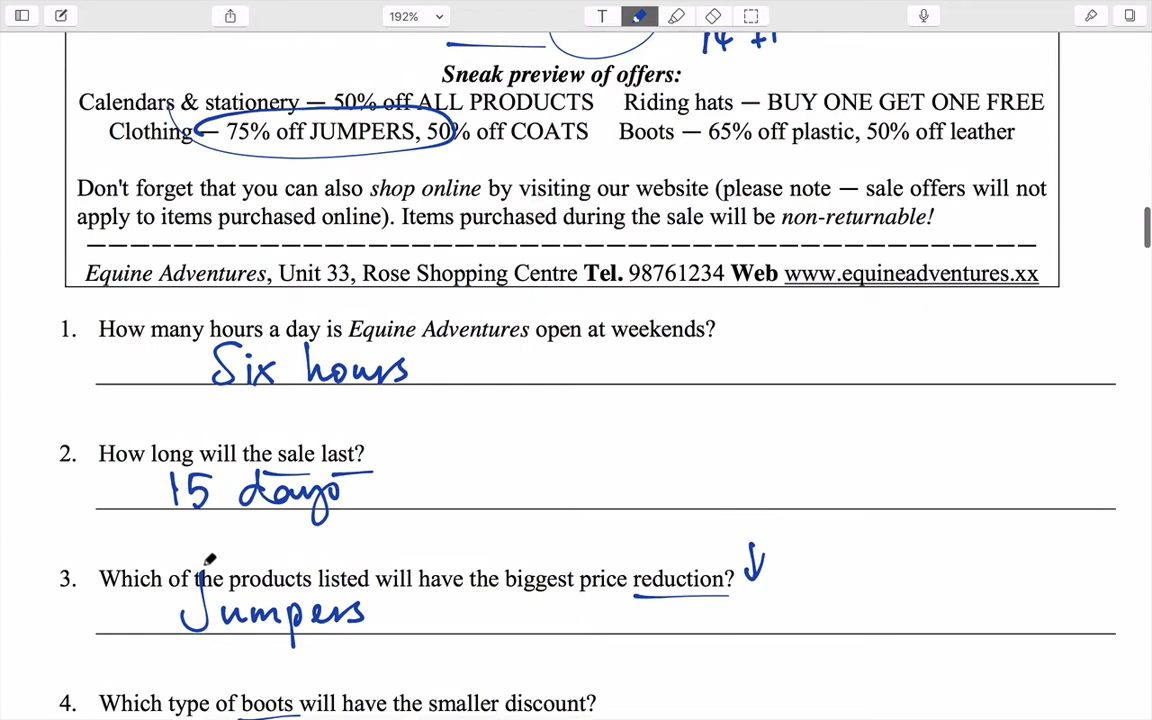 192%
T
14 +1
Sneak preview of offers:
Calendars & stationery — 50% off ALL PRODUCTS Riding hats — BUY ONE GET ONE FREE
Clothing — 75% off JUMPERS, 50% off COATS Boots — 65% off plastic, 50% off leather
Don't forget that you can also shop online by visiting our website (please note — sale offers will not
apply to items purchased online). Items purchased during the sale will be non-returnable!
Equine Adventures, Unit 33, Rose Shopping Centre Tel. 98761234 Web www.equineadventures.xx
1. How many hours a day is Equine Adventures open at weekends?
Six hours
2. How long will the sale last?
15 days
3. Which of the products listed will have the biggest price reduction?
Jumpers
4. Which type of boots will have the smaller discount?